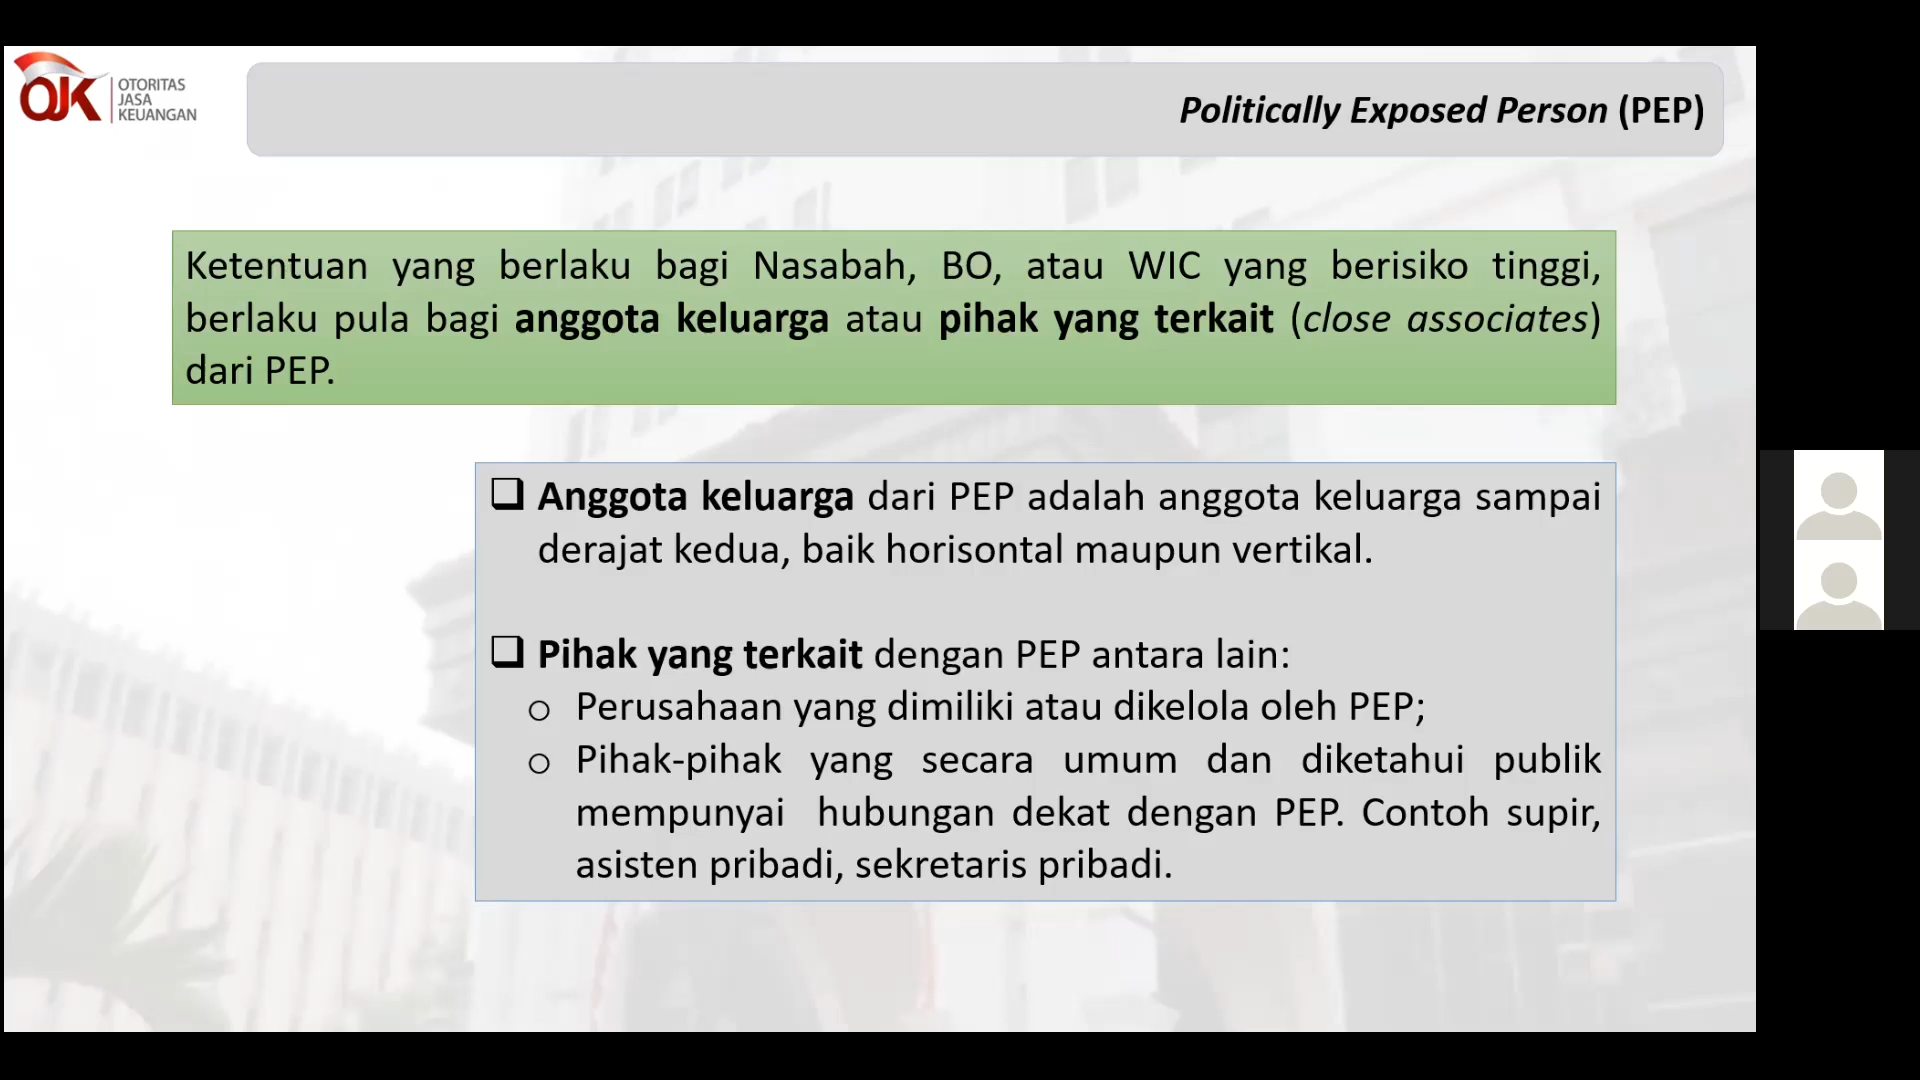 OJK
OTORITAS
JASA
KEUANGAN
Politically Exposed Person (PEP)
Ketentuan yang berlaku bagi Nasabah, BO, atau WIC yang berisiko tinggi,
berlaku pula bagi anggota keluarga atau pihak yang terkait (close associates)
dari PEP.
❑ Anggota keluarga dari PEP adalah anggota keluarga sampai
derajat kedua, baik horisontal maupun vertikal.
❑ Pihak yang terkait dengan PEP antara lain:
o Perusahaan yang dimiliki atau dikelola oleh PEP;
o Pihak-pihak yang secara umum dan diketahui publik
mempunyai hubungan dekat dengan PEP. Contoh supir,
asisten pribadi, sekretaris pribadi.